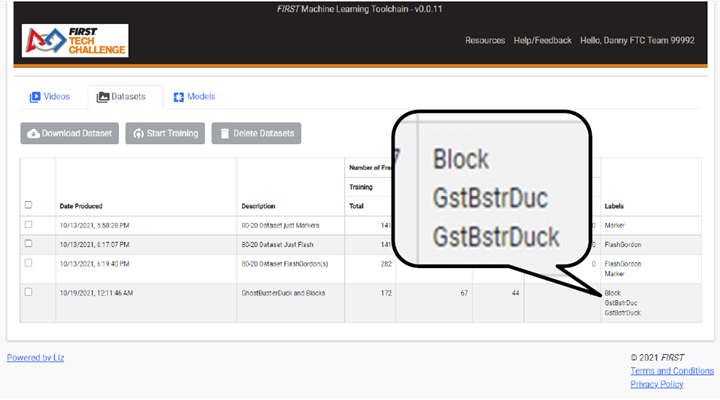 FIRST Machine Learning Toolchain - v0.0.11
FIRST
TECH
CHALLENGE
Resources Help/Feedback Hello, Danny FTC Team 99992
Videos Datasets Models
Download Dataset Start Training Delete Datasets
Number of Fra
Training
Date Produced Description Total Labels
10/13/2021, 5:58:28 PM 80-20 Dataset just Markers 141 0 Marker
10/13/2021, 6:17:07 PM 80-20 Dataset Just Flash 141 0 FlashGordon
10/13/2021, 6:19:40 PM 80-20 Dataset FlashGordon(s) 282 0 FlashGordon
Marker
10/19/2021, 12:11:46 AM GhostBusterDuck and Blocks 172 67 44 Block
GstBstrDuc
GstBstrDuck
Block
GstBstrDuc
GstBstrDuck
Powered by Liz
© 2021 FIRST
Terms and Conditions
Privacy Policy